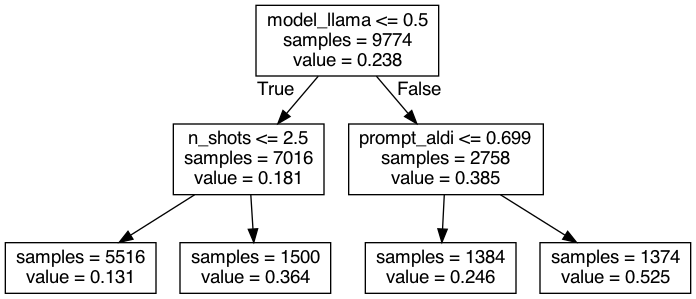 model_llama <= 0.5
samples = 9774
value = 0.238
True
False
n_shots <= 2.5
samples = 7016
value = 0.181
prompt_aldi <= 0.699
samples = 2758
value = 0.385
samples = 5516
value = 0.131
samples = 1500
value = 0.364
samples = 1384
value = 0.246
samples = 1374
value = 0.525